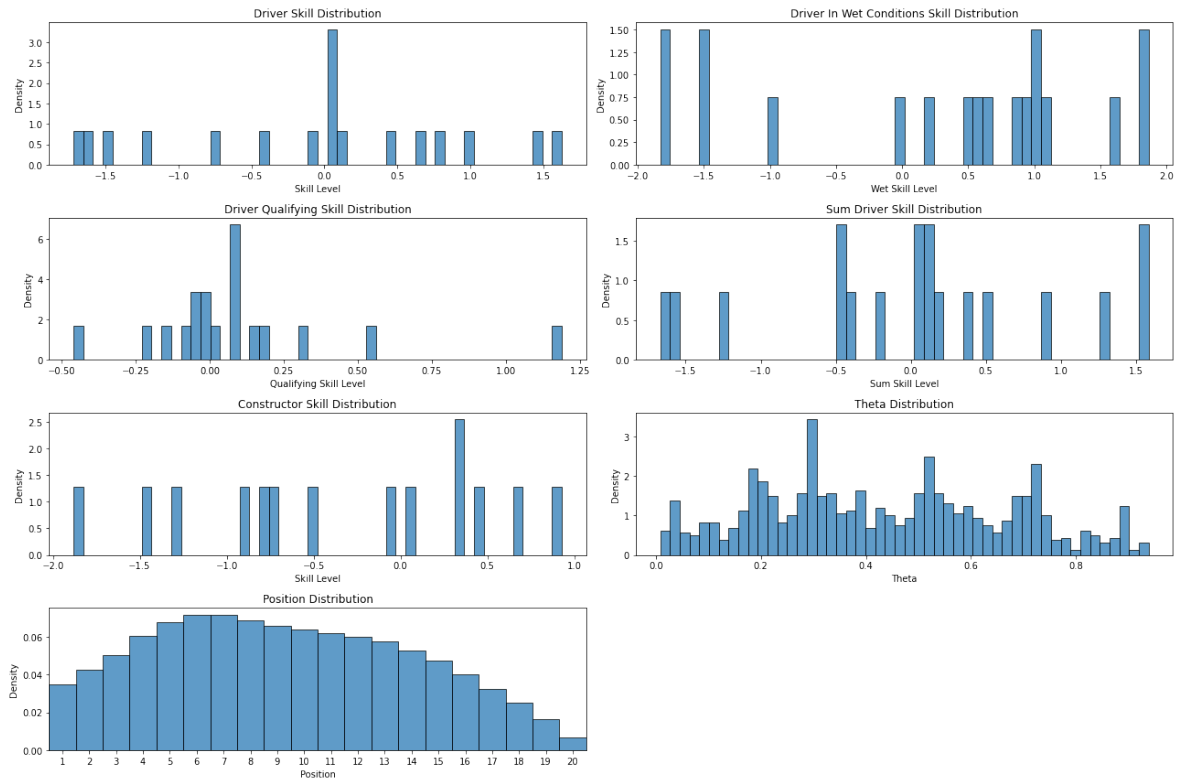 Driver Skill Distribution
3.0
2.5
2.0
1.5
1.0
0.5
0.0
Density
−1.5 −1.0 −0.5 0.0 0.5 1.0 1.5
Skill Level
Driver In Wet Conditions Skill Distribution
1.50
1.25
1.00
0.75
0.50
0.25
0.00
Density
−2.0 −1.5 −1.0 −0.5 0.0 0.5 1.0 1.5 2.0
Wet Skill Level
Driver Qualifying Skill Distribution
6
4
2
0
Density
−0.50 −0.25 0.00 0.25 0.50 0.75 1.00 1.25
Qualifying Skill Level
Sum Driver Skill Distribution
1.5
1.0
0.5
0.0
Density
−1.5 −1.0 −0.5 0.0 0.5 1.0 1.5
Sum Skill Level
Constructor Skill Distribution
2.5
2.0
1.5
1.0
0.5
0.0
Density
−2.0 −1.5 −1.0 −0.5 0.0 0.5 1.0
Skill Level
Theta Distribution
3
2
1
0
Density
0.0 0.2 0.4 0.6 0.8
Theta
Position Distribution
0.06
0.04
0.02
0.00
Density
1 2 3 4 5 6 7 8 9 10 11 12 13 14 15 16 17 18 19 20
Position